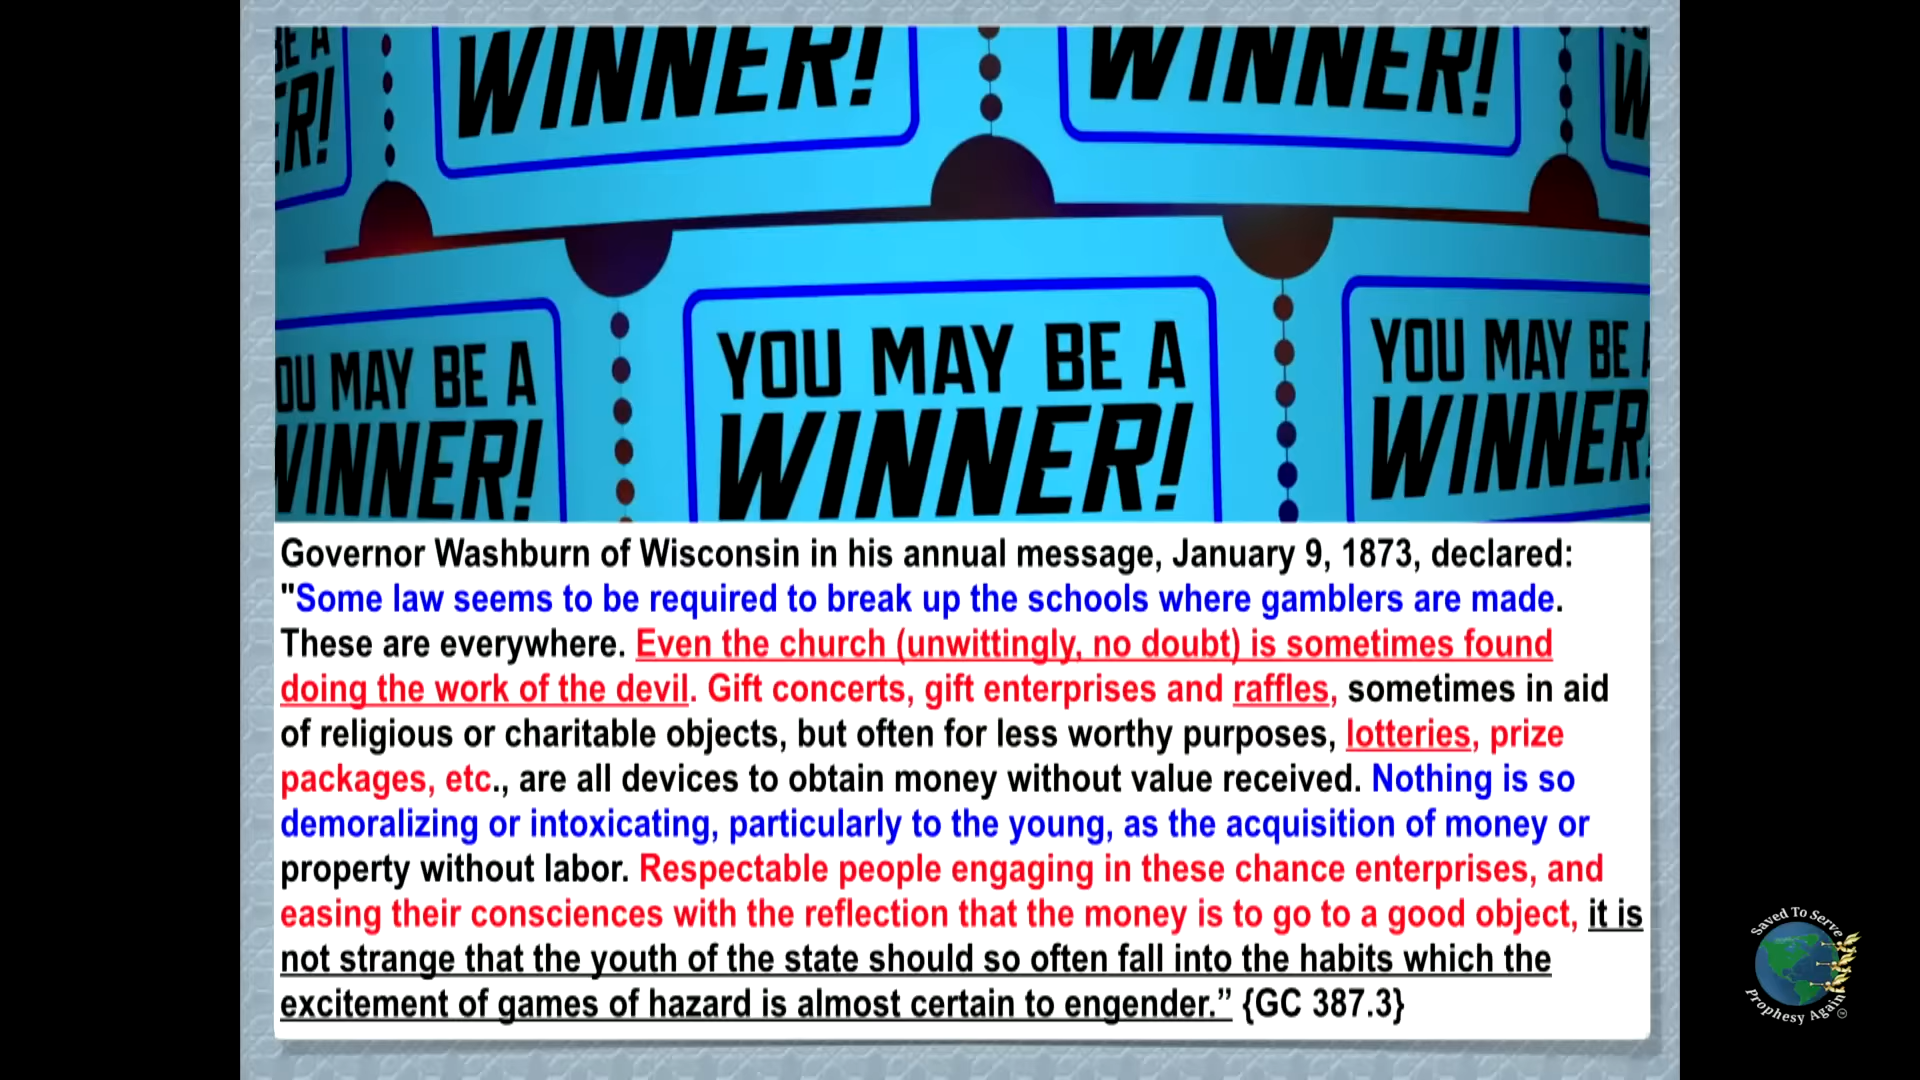 BE A
WINNER!
WINNER!
ER!
W
OU MAY BE A
WINNER!
YOU MAY BE A
WINNER!
YOU MAY BE A
WINNER!
Governor Washburn of Wisconsin in his annual message, January 9, 1873, declared:
"Some law seems to be required to break up the schools where gamblers are made.
These are everywhere. Even the church (unwittingly, no doubt) is sometimes found
doing the work of the devil. Gift concerts, gift enterprises and raffles, sometimes in aid
of religious or charitable objects, but often for less worthy purposes, lotteries, prize
packages, etc., are all devices to obtain money without value received. Nothing is so
demoralizing or intoxicating, particularly to the young, as the acquisition of money or
property without labor. Respectable people engaging in these chance enterprises, and
easing their consciences with the reflection that the money is to go to a good object, it is
not strange that the youth of the state should so often fall into the habits which the
excitement of games of hazard is almost certain to engender.” {GC 387.3}
Saved To Serve
Prophesy Again